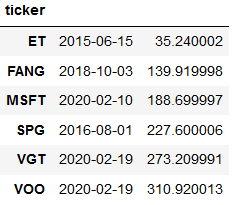 ticker
ET 2015-06-15 35.240002
FANG 2018-10-03 139.919998
MSFT 2020-02-10 188.699997
SPG 2016-08-01 227.600006
VGT 2020-02-19 273.209991
VOO 2020-02-19 310.920013